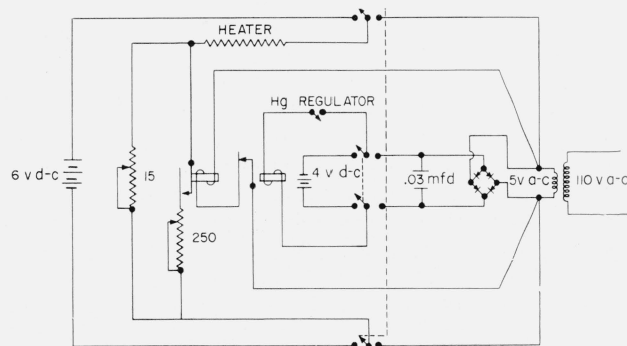 HEATER
Hg REGULATOR
6 v d-c
15
4 v d-c
.03 mfd
5v a-c
110 v a-c
250